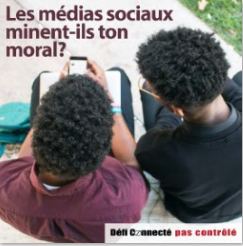 Les médias sociaux
minent-ils ton
moral?
Défi Connecté pas contrôlé